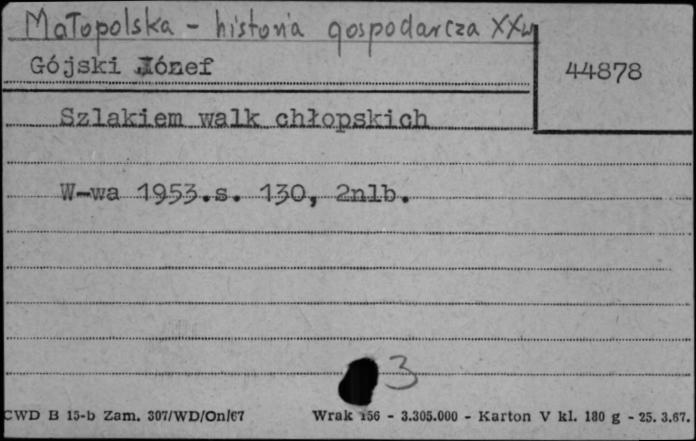 Małopolska - historia gospodarcza XXw
Gójski Józef
44878
Szlakiem walk chłopskich
W-wa 1953.s. 130, 2nlb.
3
CWD B 15-b Zam. 307/WD/On/67 Wrak 156 - 3.305.000 - Karton V kl. 180 g - 25. 3.67.